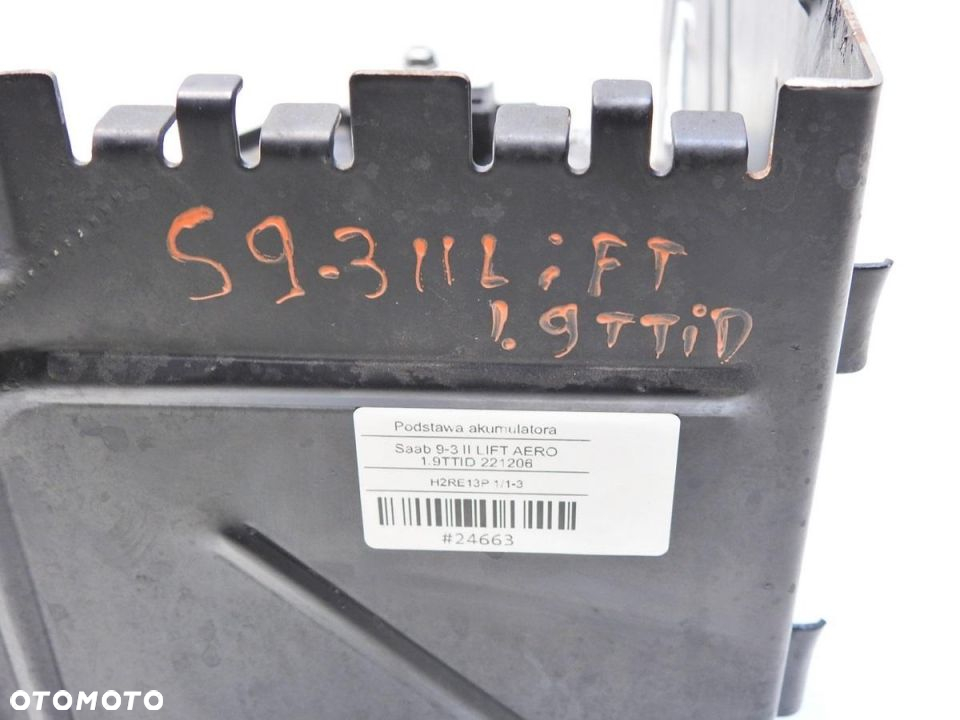 S9-3 II LiFT
1.9TTiD
Podstawa akumulatora
Saab 9-3 II LIFT AERO
1.9TTID 221206
H2RE13P 1/1-3
#24663
OTOMOTO